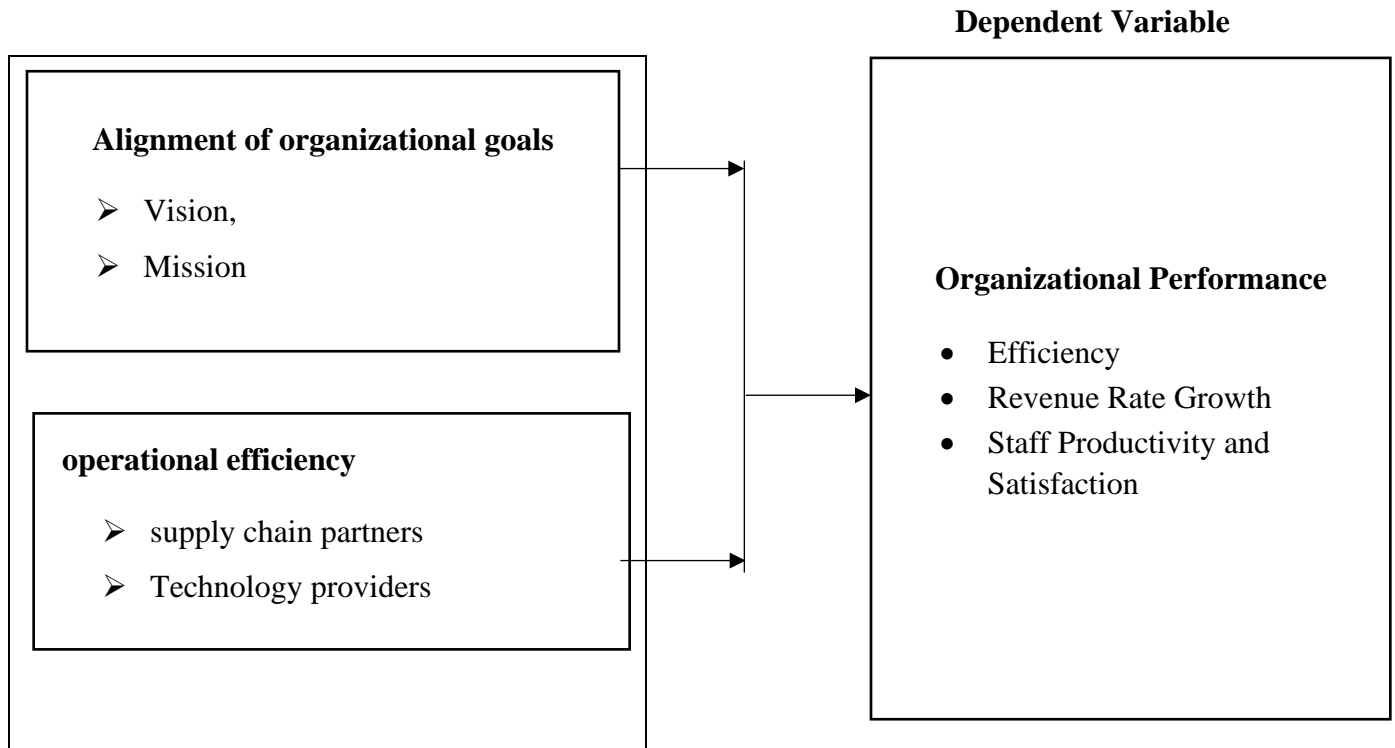 Dependent Variable
Alignment of organizational goals
➢ Vision,
➢ Mission
operational efficiency
➢ supply chain partners
➢ Technology providers
Organizational Performance
• Efficiency
• Revenue Rate Growth
• Staff Productivity and
Satisfaction